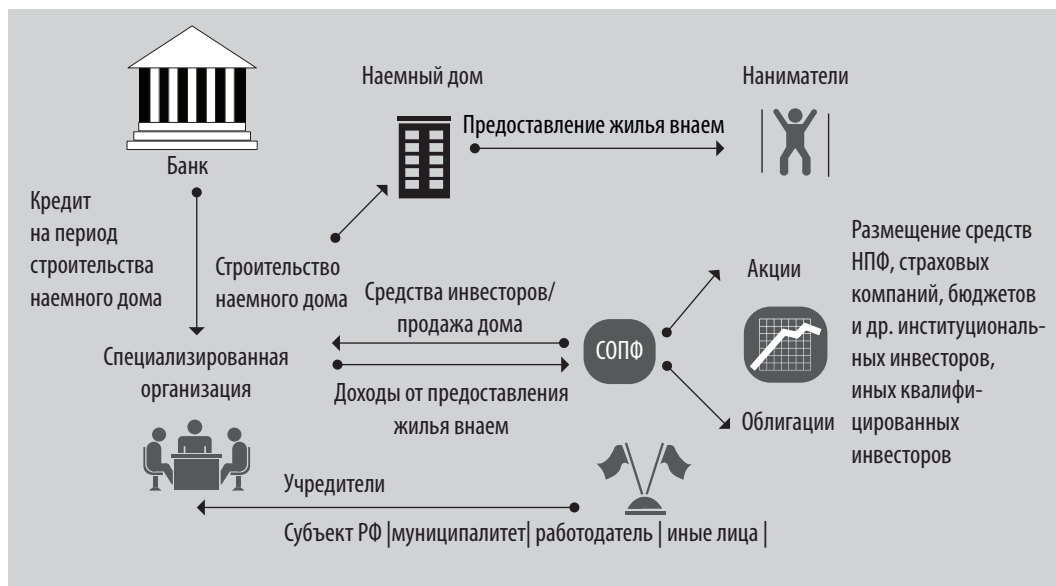 Наемный дом
Наниматели
Предоставление жилья внаем
Банк
Кредит
на период
строительства
наемного дома
Строительство
наемного дома
Средства инвесторов/
продажа дома
СОПФ
Акции
Размещение средств
НПФ, страховых
компаний, бюджетов
и др. институциональ-
ных инвесторов,
иных квалифи-
цированных
инвесторов
Специализированная
организация
Доходы от предоставления
жилья внаем
Облигации
Учредители
Субъект РФ |муниципалитет| работодатель | иные лица |